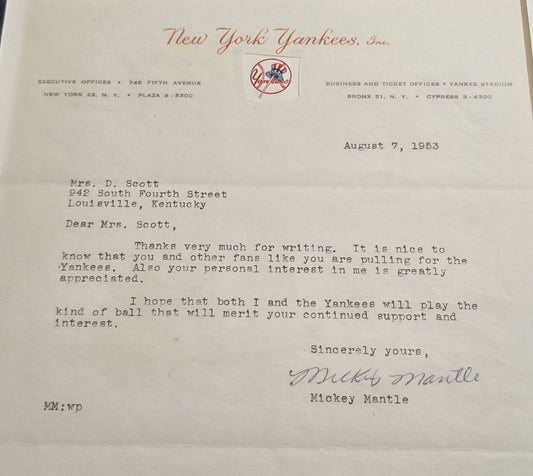 New York Yankees, Inc.
Yankees
EXECUTIVE OFFICES • 745 FIFTH AVENUE
NEW YORK 22, N. Y. • PLAZA 9-5300
BUSINESS AND TICKET OFFICES • YANKEE STADIUM
BRONX 51, N. Y. • CYPRESS 3-4300
August 7, 1953
Mrs. D. Scott
942 South Fourth Street
Louisville, Kentucky
Dear Mrs. Scott,
Thanks very much for writing. It is nice to
know that you and other fans like you are pulling for the
Yankees. Also your personal interest in me is greatly
appreciated.
I hope that both I and the Yankees will play the
kind of ball that will merit your continued support and
interest.
Sincerely yours,
Mickey Mantle
Mickey Mantle
MM:wp